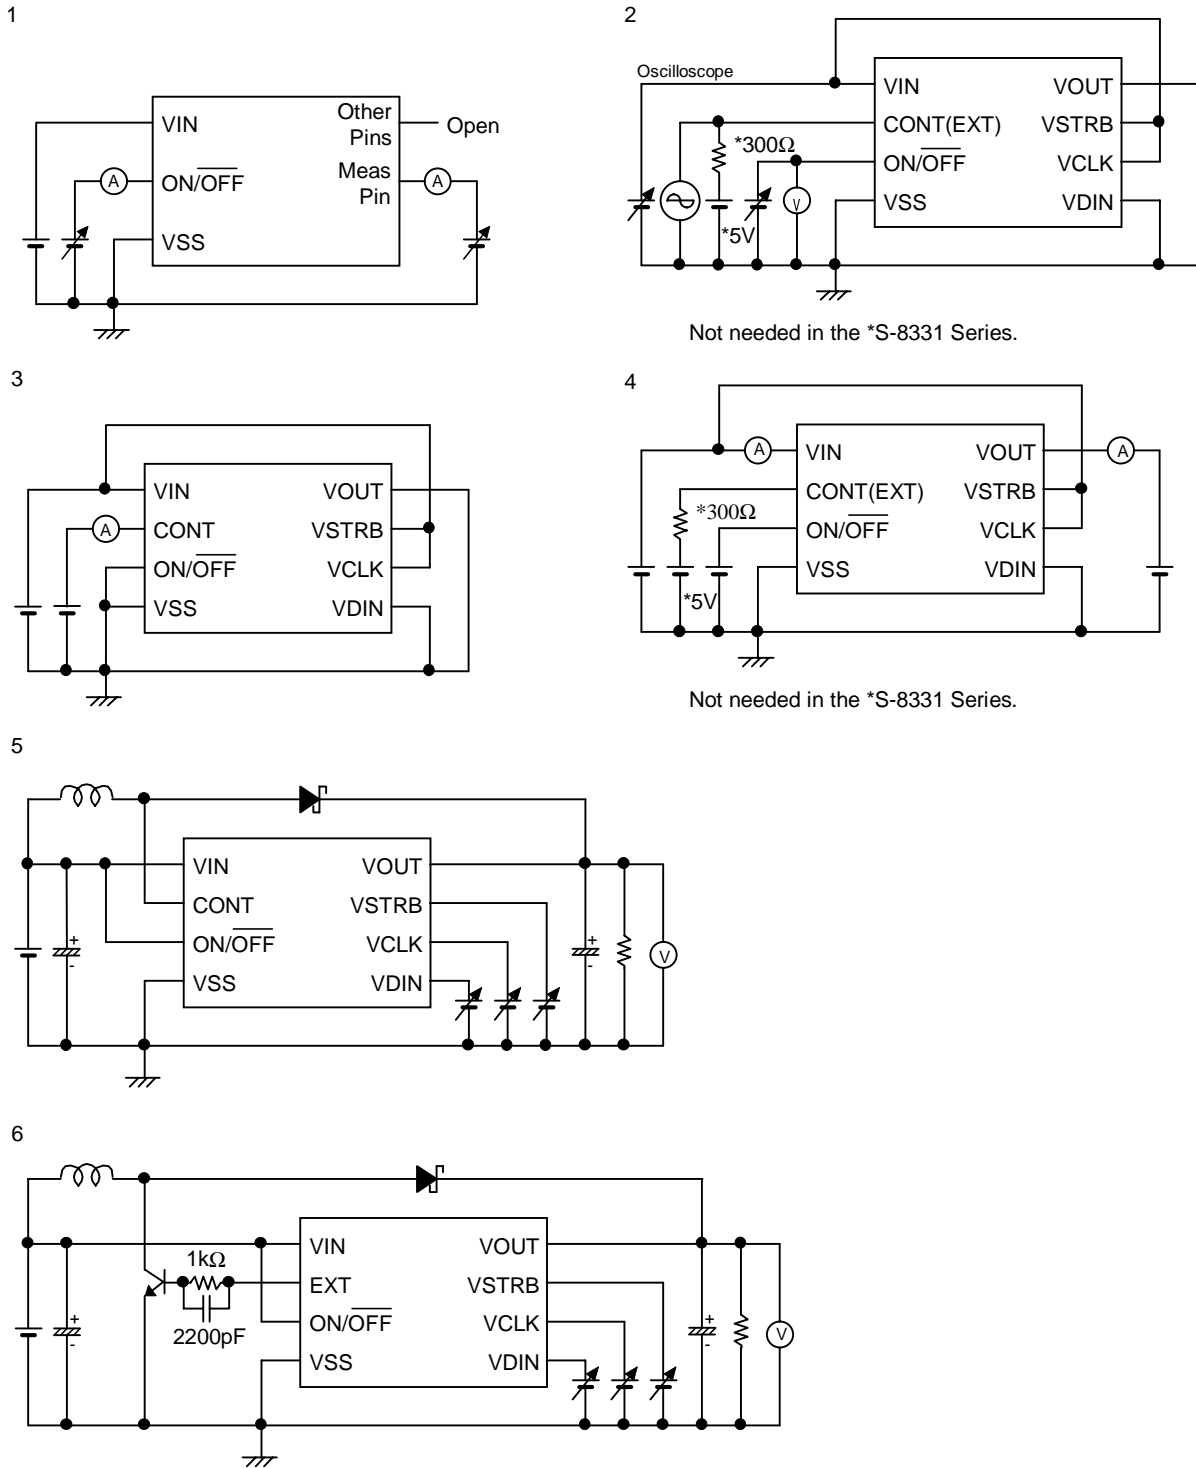 1
VIN
ON/OFF
VSS
Other
Pins
Meas
Pin
Open
A
A
2
Oscilloscope
VIN
CONT(EXT)
ON/OFF
VSS
VOUT
VSTRB
VCLK
VDIN
*300Ω
*5V
V
Not needed in the *S-8331 Series.
3
VIN
CONT
ON/OFF
VSS
VOUT
VSTRB
VCLK
VDIN
A
4
A
VIN
CONT(EXT)
ON/OFF
VSS
VOUT
VSTRB
VCLK
VDIN
A
*300Ω
*5V
Not needed in the *S-8331 Series.
5
VIN
CONT
ON/OFF
VSS
VOUT
VSTRB
VCLK
VDIN
+
-
+
-
V
6
VIN
EXT
ON/OFF
VSS
VOUT
VSTRB
VCLK
VDIN
1kΩ
2200pF
+
-
+
-
V